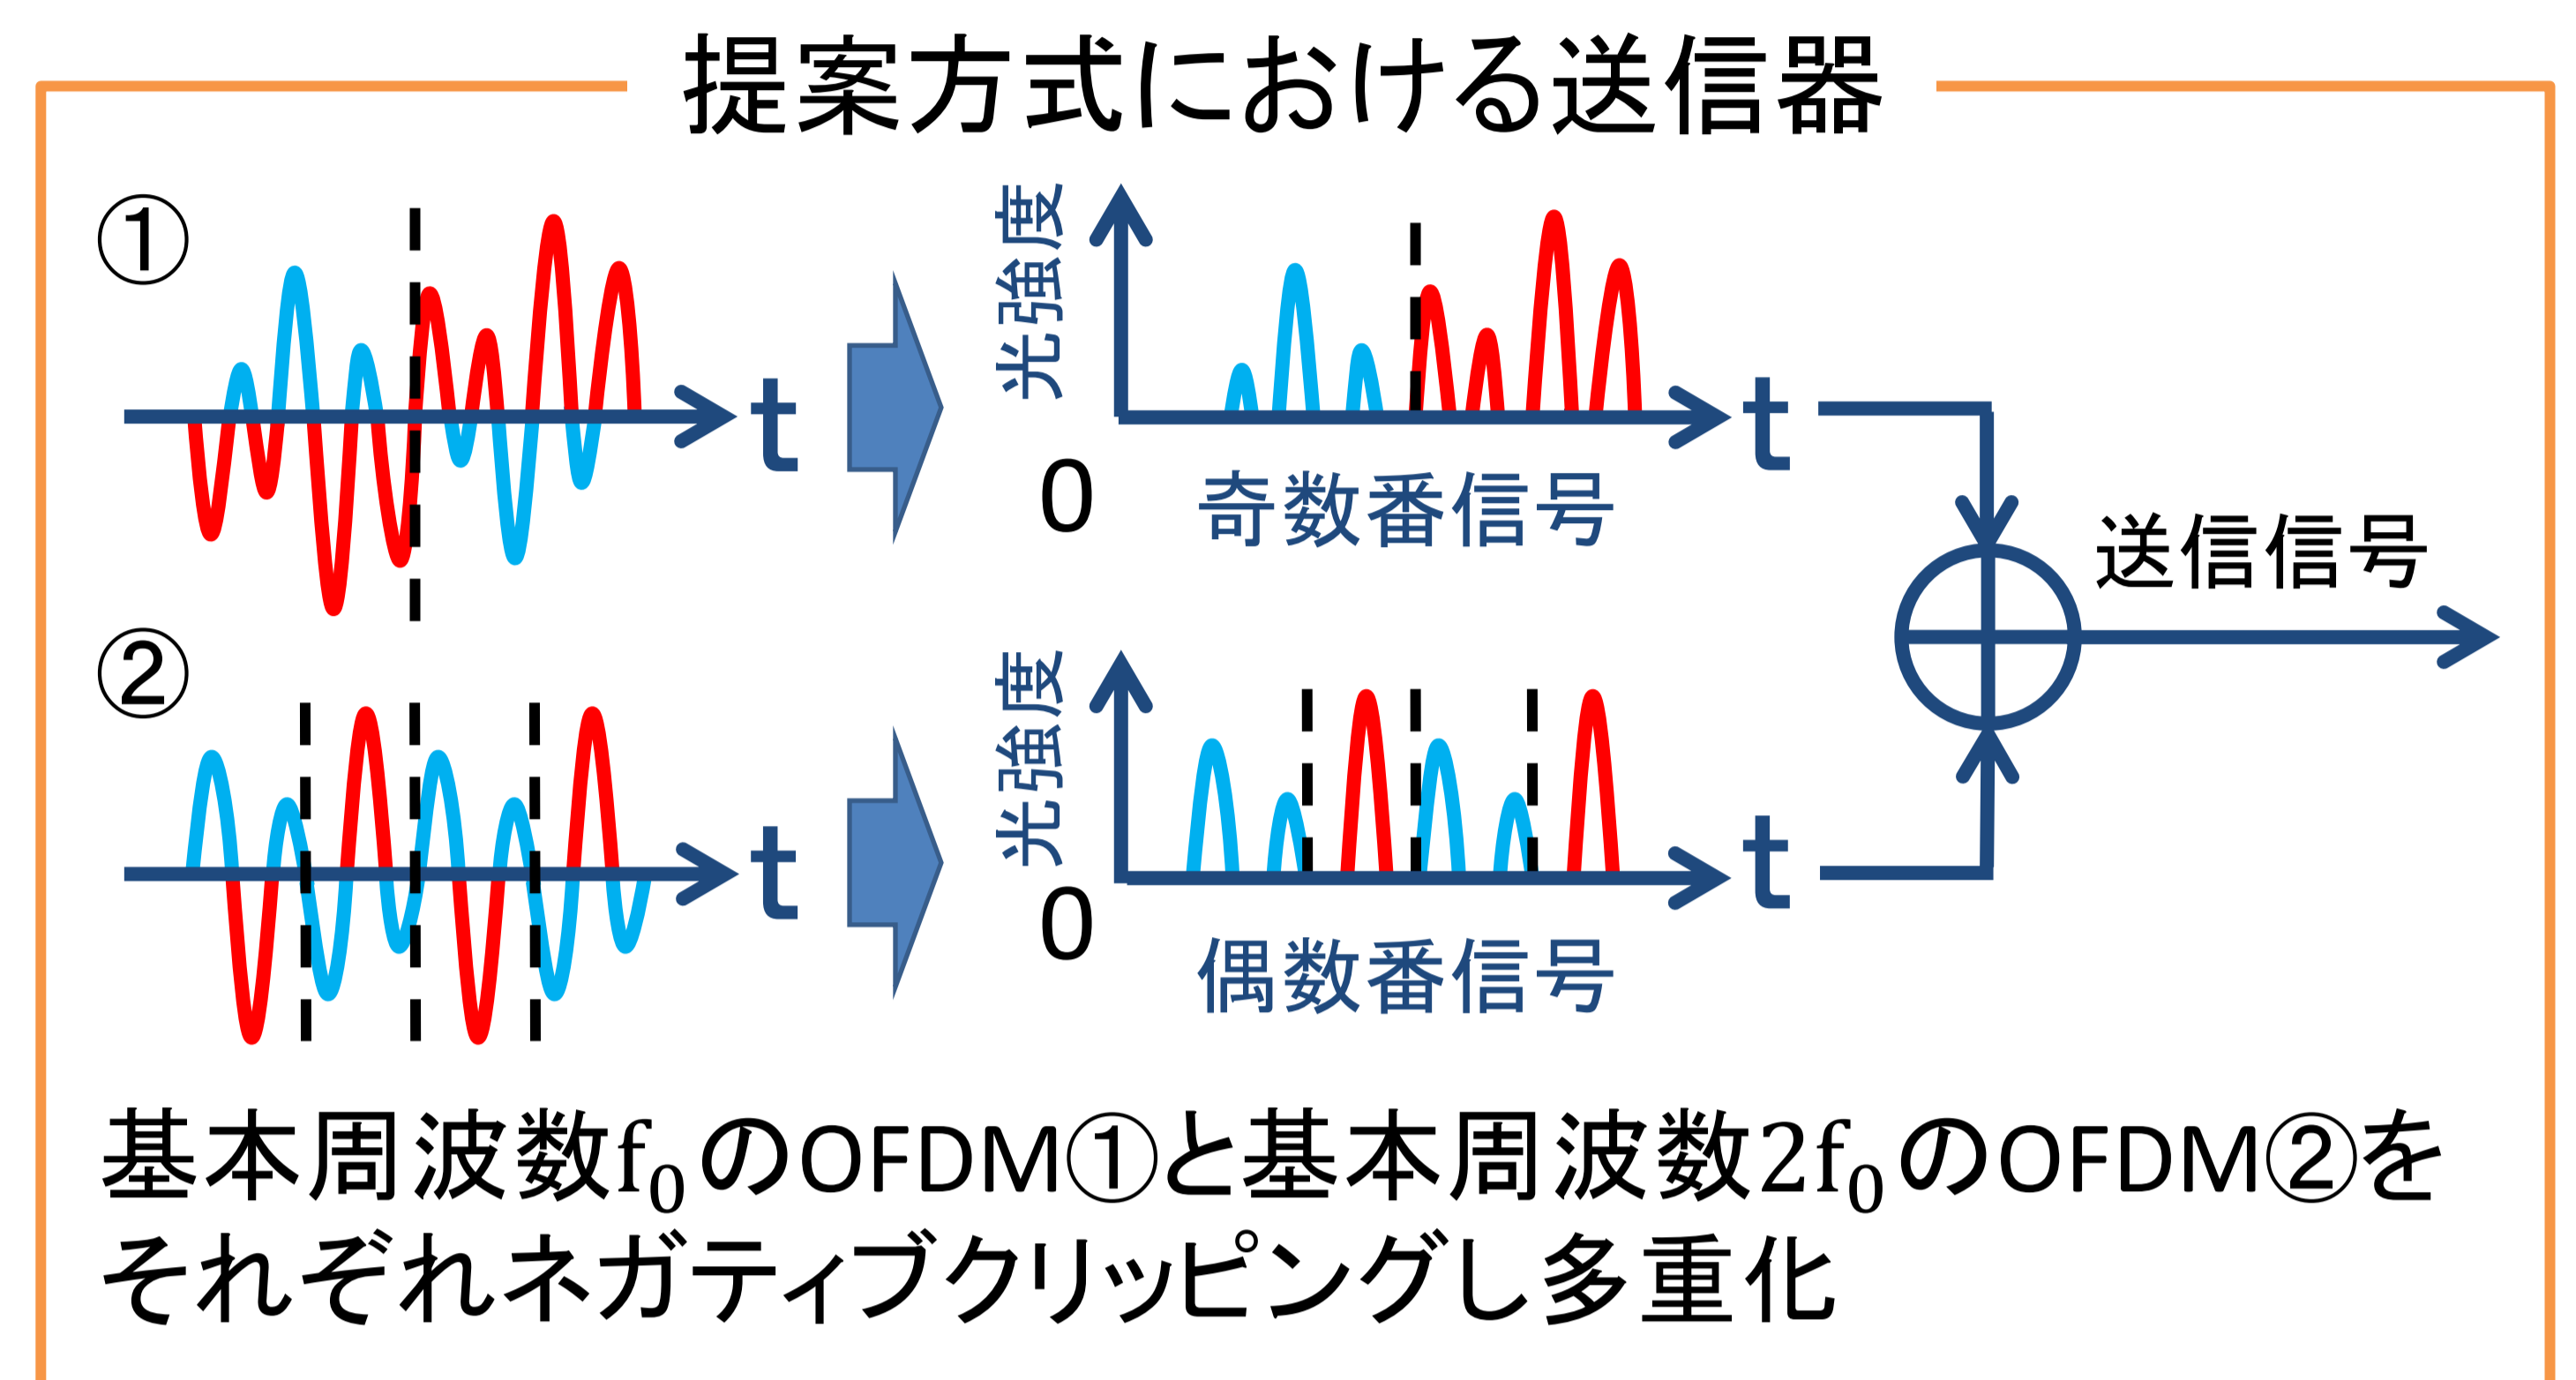 提案方式における送信器
①
光強度
t
0
奇数番信号
t
送信信号
②
光強度
t
0
偶数番信号
t
基本周波数f₀のOFDM①と基本周波数2f₀のOFDM②を
それぞれネガティブクリッピングし多重化